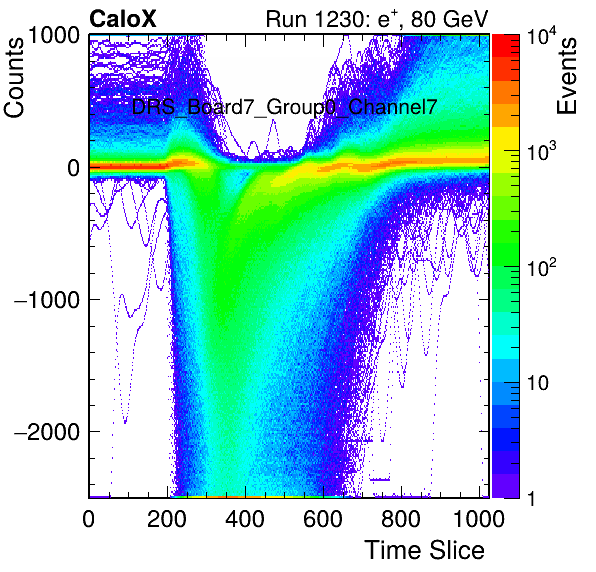 CaloX Run 1230: e⁺, 80 GeV
Counts
Events
DRS_Board7_Group0_Channel7
1000
0
−1000
−2000
0 200 400 600 800 1000
Time Slice
10⁴
10³
10²
10
1